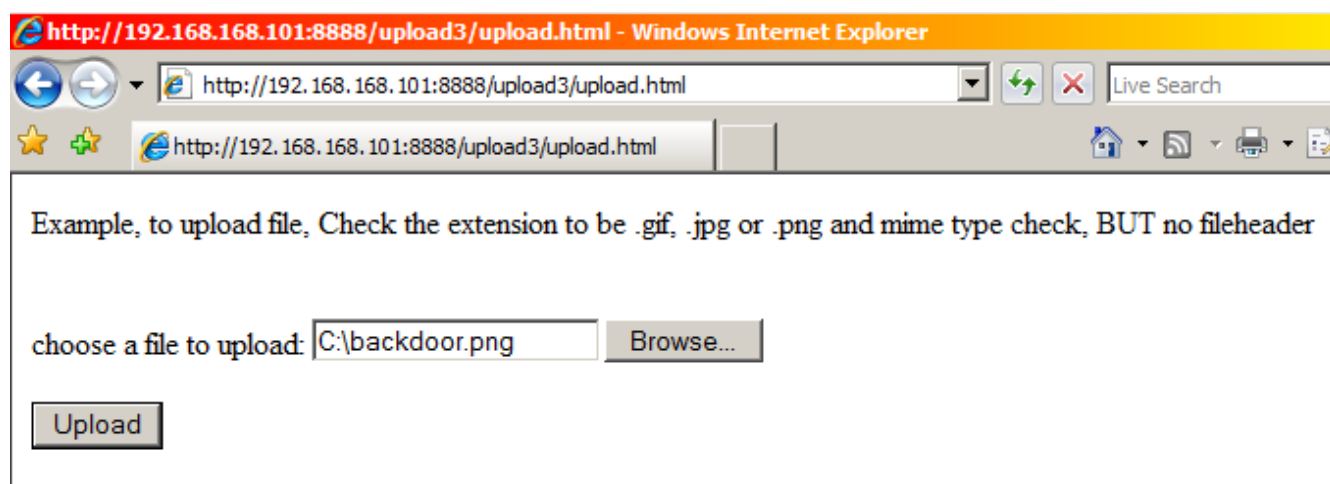 http://192.168.168.101:8888/upload3/upload.html - Windows Internet Explorer
http://192.168.168.101:8888/upload3/upload.html
Live Search
http://192.168.168.101:8888/upload3/upload.html
Example, to upload file, Check the extension to be .gif, .jpg or .png and mime type check, BUT no fileheader
choose a file to upload: C:\backdoor.png Browse...
Upload